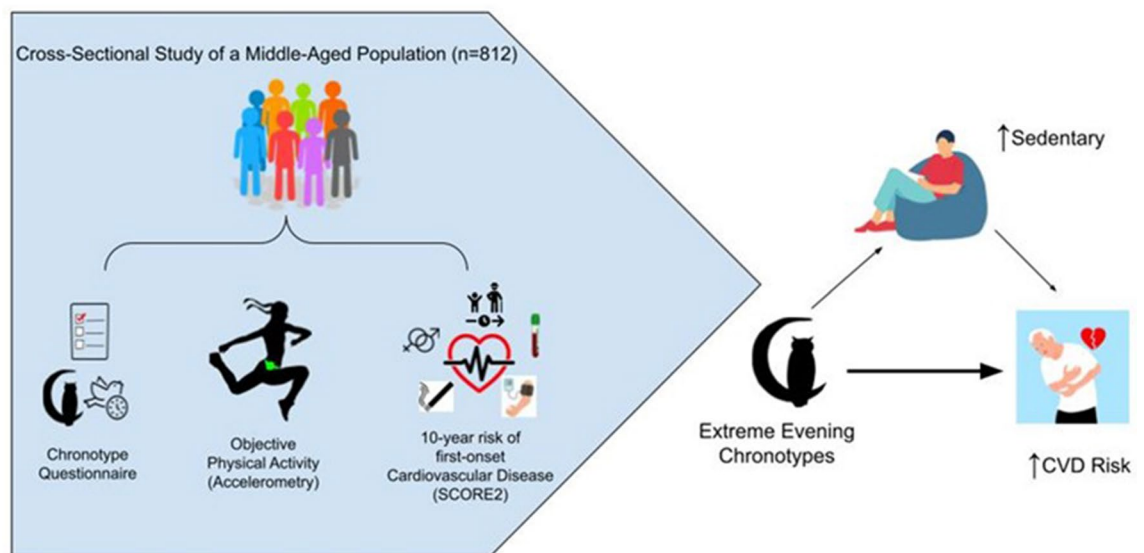 Cross-Sectional Study of a Middle-Aged Population (n=812)
Chronotype
Questionnaire
Objective
Physical Activity
(Accelerometry)
10-year risk of
first-onset
Cardiovascular Disease
(SCORE2)
↑Sedentary
Extreme Evening
Chronotypes
↑CVD Risk